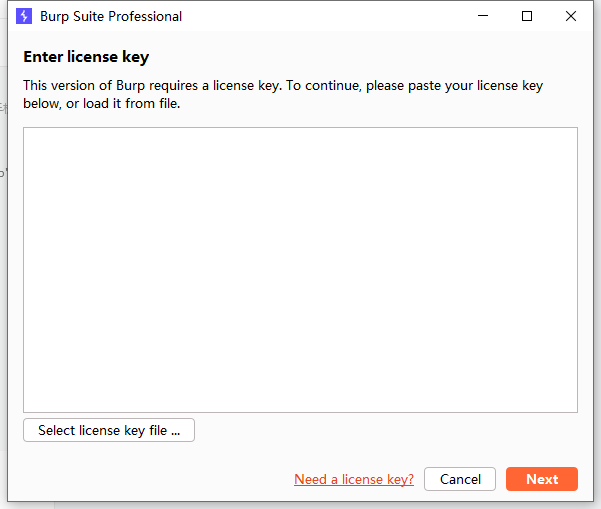 Burp Suite Professional
Enter license key
This version of Burp requires a license key. To continue, please paste your license key
below, or load it from file.
Select license key file ...
Need a license key?
Cancel
Next